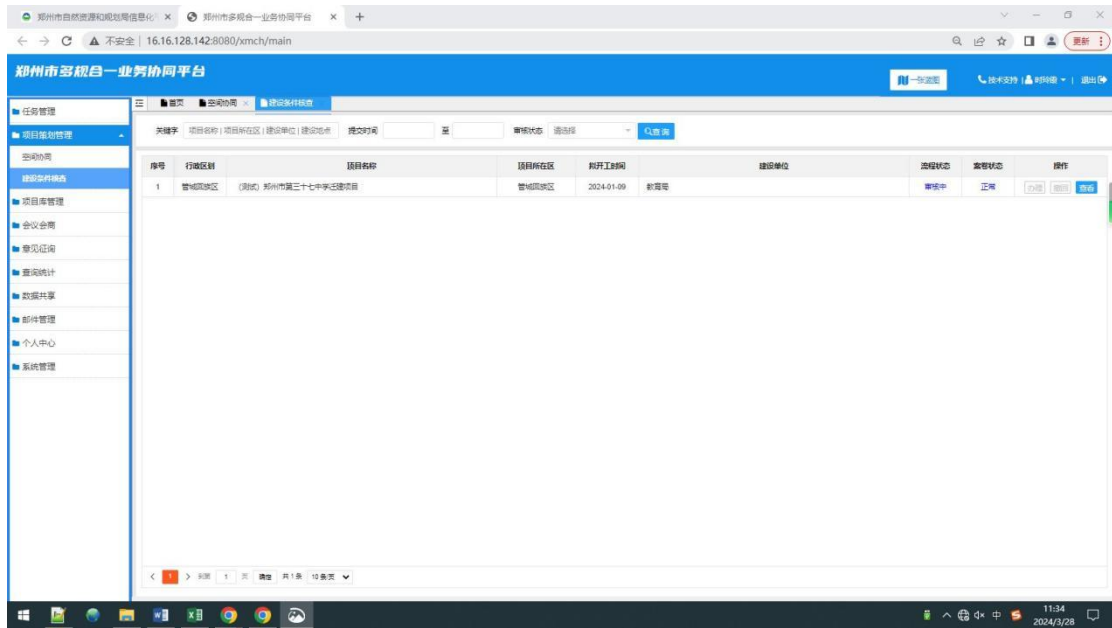 郑州市自然资源和规划局信息化
郑州市多规合一业务协同平台
不安全 | 16.16.128.142:8080/xmch/main
更新
郑州市多规合一业务协同平台
一张蓝图
技术支持
退出
任务管理
首页 空间协同 建设条件核查
项目策划管理
关键字 项目名称 | 项目所在区 | 建设单位 | 建设地点 提交时间 至 审核状态 请选择 查询
空间协同
建设条件核查
序号 行政区划 项目名称 项目所在区 拟开工时间 建设单位 流程状态 案卷状态 操作
1 管城回族区 (测试) 郑州市第三十七中学迁建项目 管城回族区 2024-01-09 教育局 审核中 正常 办理 撤回 查看
项目库管理
会议会商
意见征询
查询统计
数据共享
邮件管理
个人中心
系统管理
1 到第 1 页 确定 共1条 10条/页
中
11:34
2024/3/28